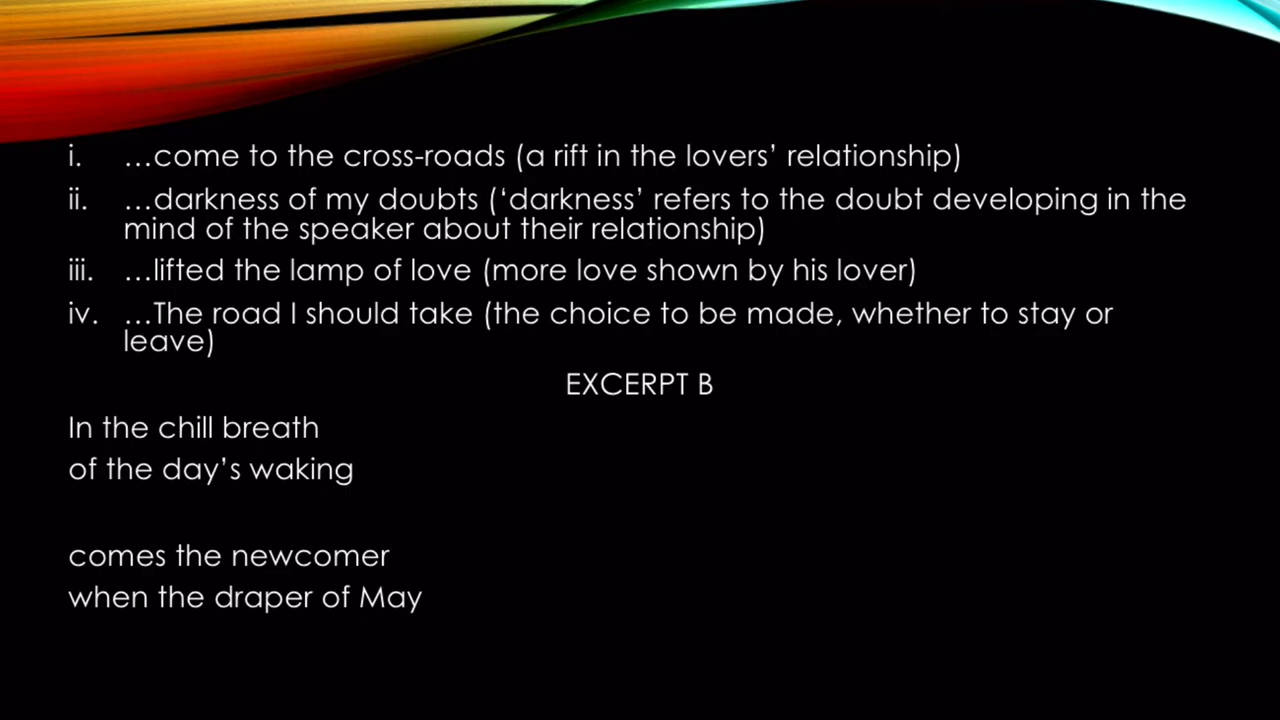 i. …come to the cross-roads (a rift in the lovers’ relationship)
ii. …darkness of my doubts (‘darkness’ refers to the doubt developing in the
mind of the speaker about their relationship)
iii. …lifted the lamp of love (more love shown by his lover)
iv. …The road I should take (the choice to be made, whether to stay or
leave)
EXCERPT B
In the chill breath
of the day’s waking
comes the newcomer
when the draper of May